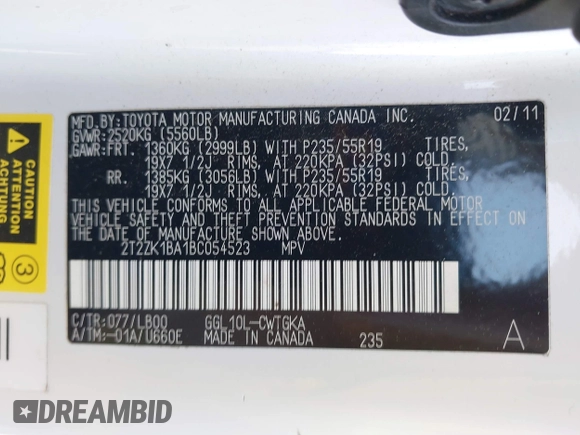 MFD. BY: TOYOTA MOTOR MANUFACTURING CANADA INC. 02/11
GVWR: 2520KG (5560LB)
GAWR: FRT. 1360KG (2999LB) WITH P235/55R19 TIRES,
19X7 1/2J RIMS, AT 220KPA (32PSI) COLD.
RR. 1385KG (3056LB) WITH P235/55R19 TIRES,
19X7 1/2J RIMS, AT 220KPA (32PSI) COLD.
THIS VEHICLE CONFORMS TO ALL APPLICABLE FEDERAL MOTOR
VEHICLE SAFETY AND THEFT PREVENTION STANDARDS IN EFFECT ON
THE DATE OF MANUFACTURE SHOWN ABOVE.
2T2ZK1BA1BC054523 MPV
C/TR: 077/LB00 GGL10L-CWTGKA
A/TM: -01A/U660E MADE IN CANADA 235 A
CAUTION
ATTENTION
ACHTUNG
3
DREAMBID